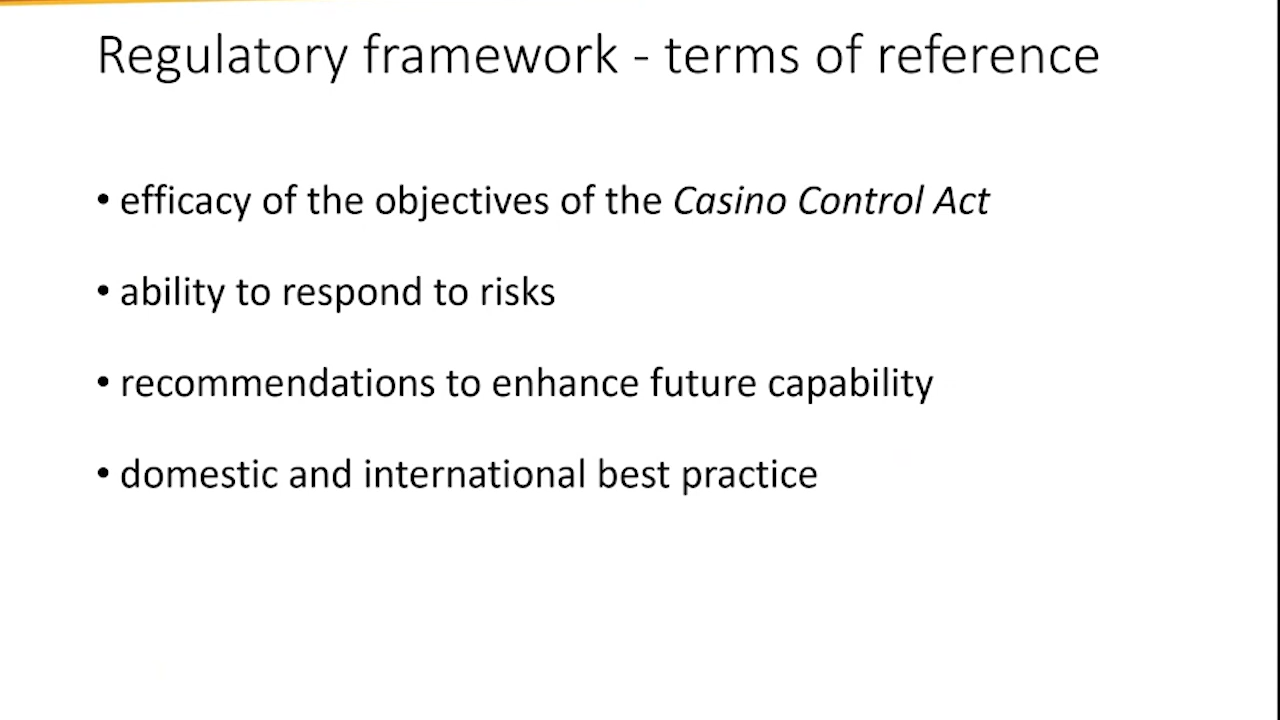 Regulatory framework - terms of reference
• efficacy of the objectives of the Casino Control Act
• ability to respond to risks
• recommendations to enhance future capability
• domestic and international best practice